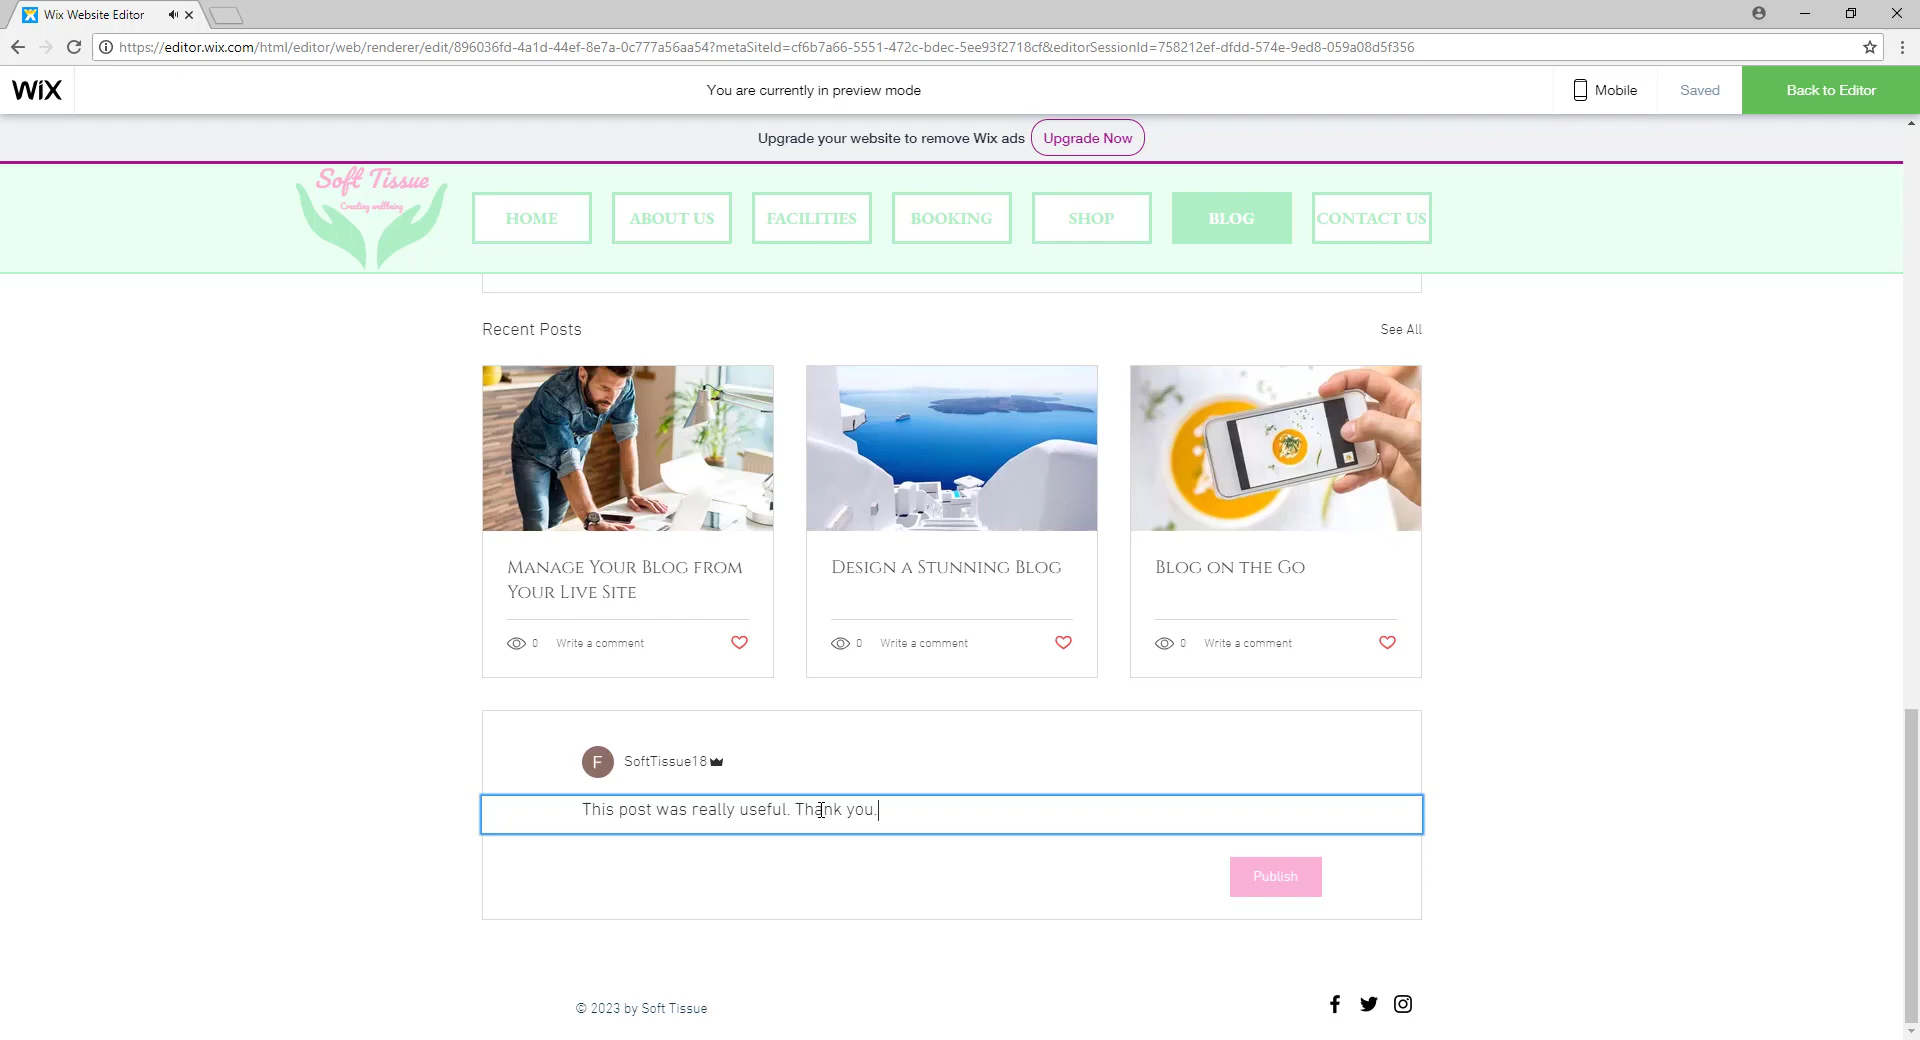 Wix Website Editor
https://editor.wix.com/html/editor/web/renderer/edit/896036fd-4a1d-44ef-8e7a-0c777a56aa54?metaSiteId=cf6b7a66-5551-472c-bdec-5ee93f2718cf&editorSessionId=758212ef-dfdd-574e-9ed8-059a08d5f356
WiX You are currently in preview mode Mobile Saved Back to Editor
Upgrade your website to remove Wix ads Upgrade Now
Soft Tissue
Creating wellbeing
HOME ABOUT US FACILITIES BOOKING SHOP BLOG CONTACT US
Recent Posts See All
Manage Your Blog from
Your Live Site
0 Write a comment
Design a Stunning Blog
0 Write a comment
Blog on the Go
0 Write a comment
F SoftTissue18
This post was really useful. Thank you.
Publish
© 2023 by Soft Tissue